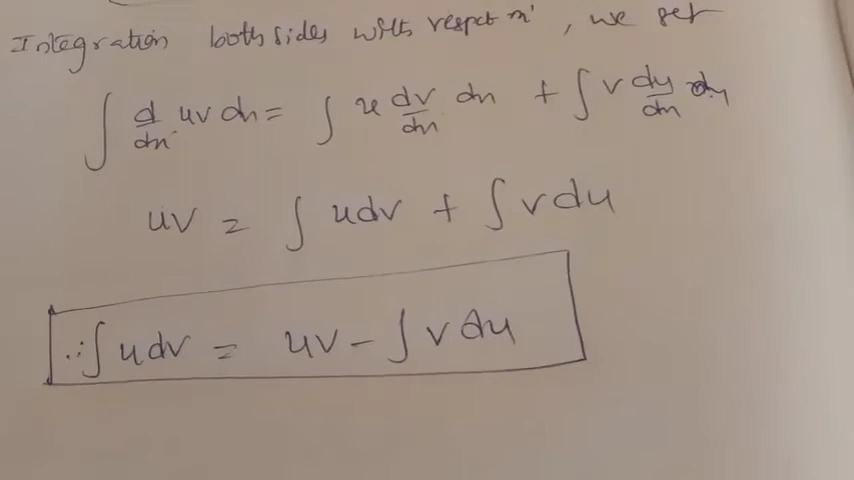 Integration both sides with respect x', we get
∫ d/dx uv dx = ∫ u dv/dx dx + ∫ v du/dx dx
uv = ∫ udv + ∫ vdu
∴ ∫ udv = uv - ∫ vdu